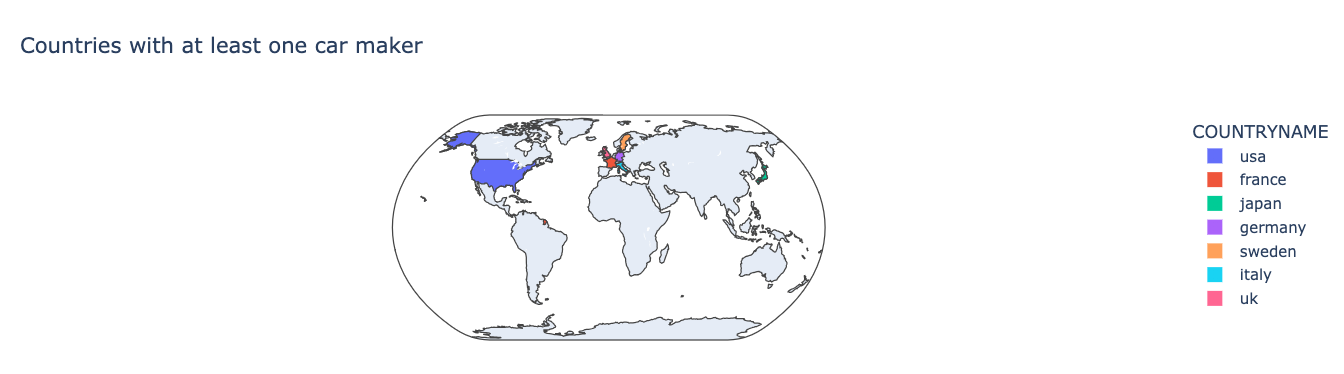 Countries with at least one car maker
COUNTRYNAME
usa
france
japan
germany
sweden
italy
uk